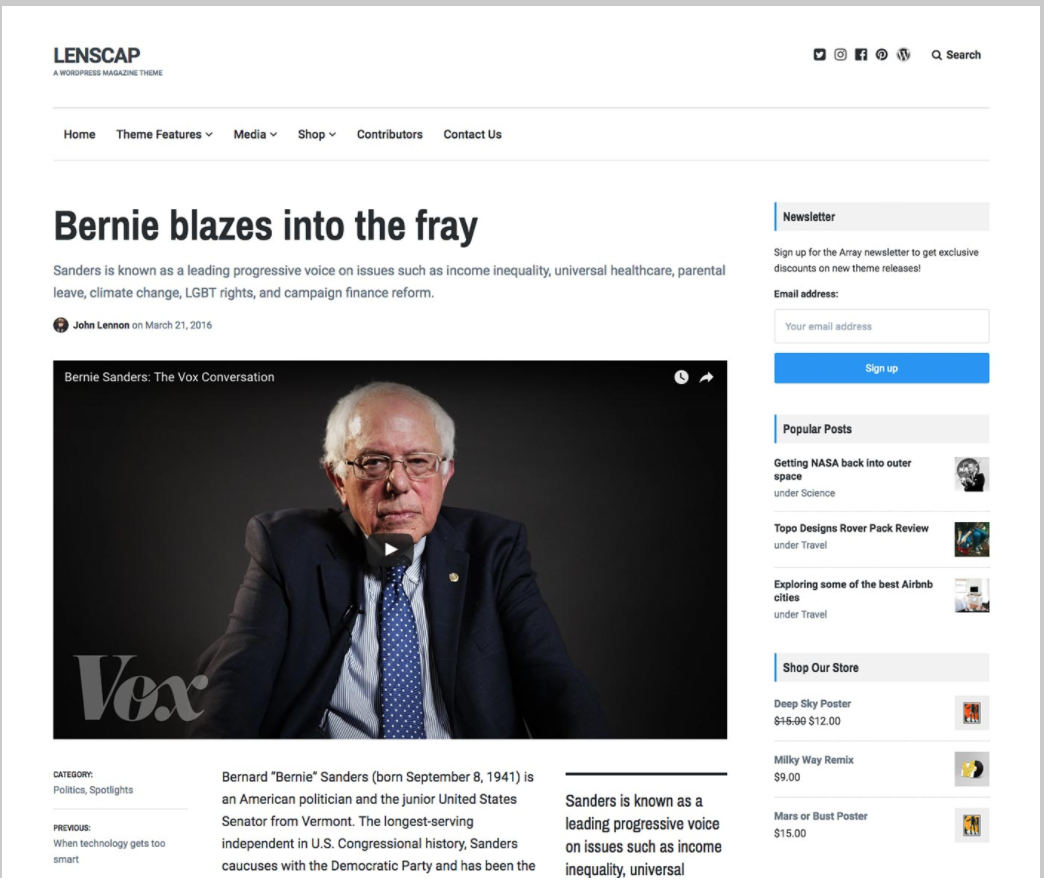 LENSCAP
A WORDPRESS MAGAZINE THEME
Search
Home Theme Features Media Shop Contributors Contact Us
Bernie blazes into the fray
Sanders is known as a leading progressive voice on issues such as income inequality, universal healthcare, parental
leave, climate change, LGBT rights, and campaign finance reform.
John Lennon on March 21, 2016
Bernie Sanders: The Vox Conversation
Vox
CATEGORY:
Politics, Spotlights
PREVIOUS:
When technology gets too
smart
Bernard "Bernie" Sanders (born September 8, 1941) is
an American politician and the junior United States
Senator from Vermont. The longest-serving
independent in U.S. Congressional history, Sanders
caucuses with the Democratic Party and has been the
Sanders is known as a
leading progressive voice
on issues such as income
inequality, universal
Newsletter
Sign up for the Array newsletter to get exclusive
discounts on new theme releases!
Email address:
Your email address
Sign up
Popular Posts
Getting NASA back into outer
space
under Science
Topo Designs Rover Pack Review
under Travel
Exploring some of the best Airbnb
cities
under Travel
Shop Our Store
Deep Sky Poster
$15.00 $12.00
Milky Way Remix
$9.00
Mars or Bust Poster
$15.00